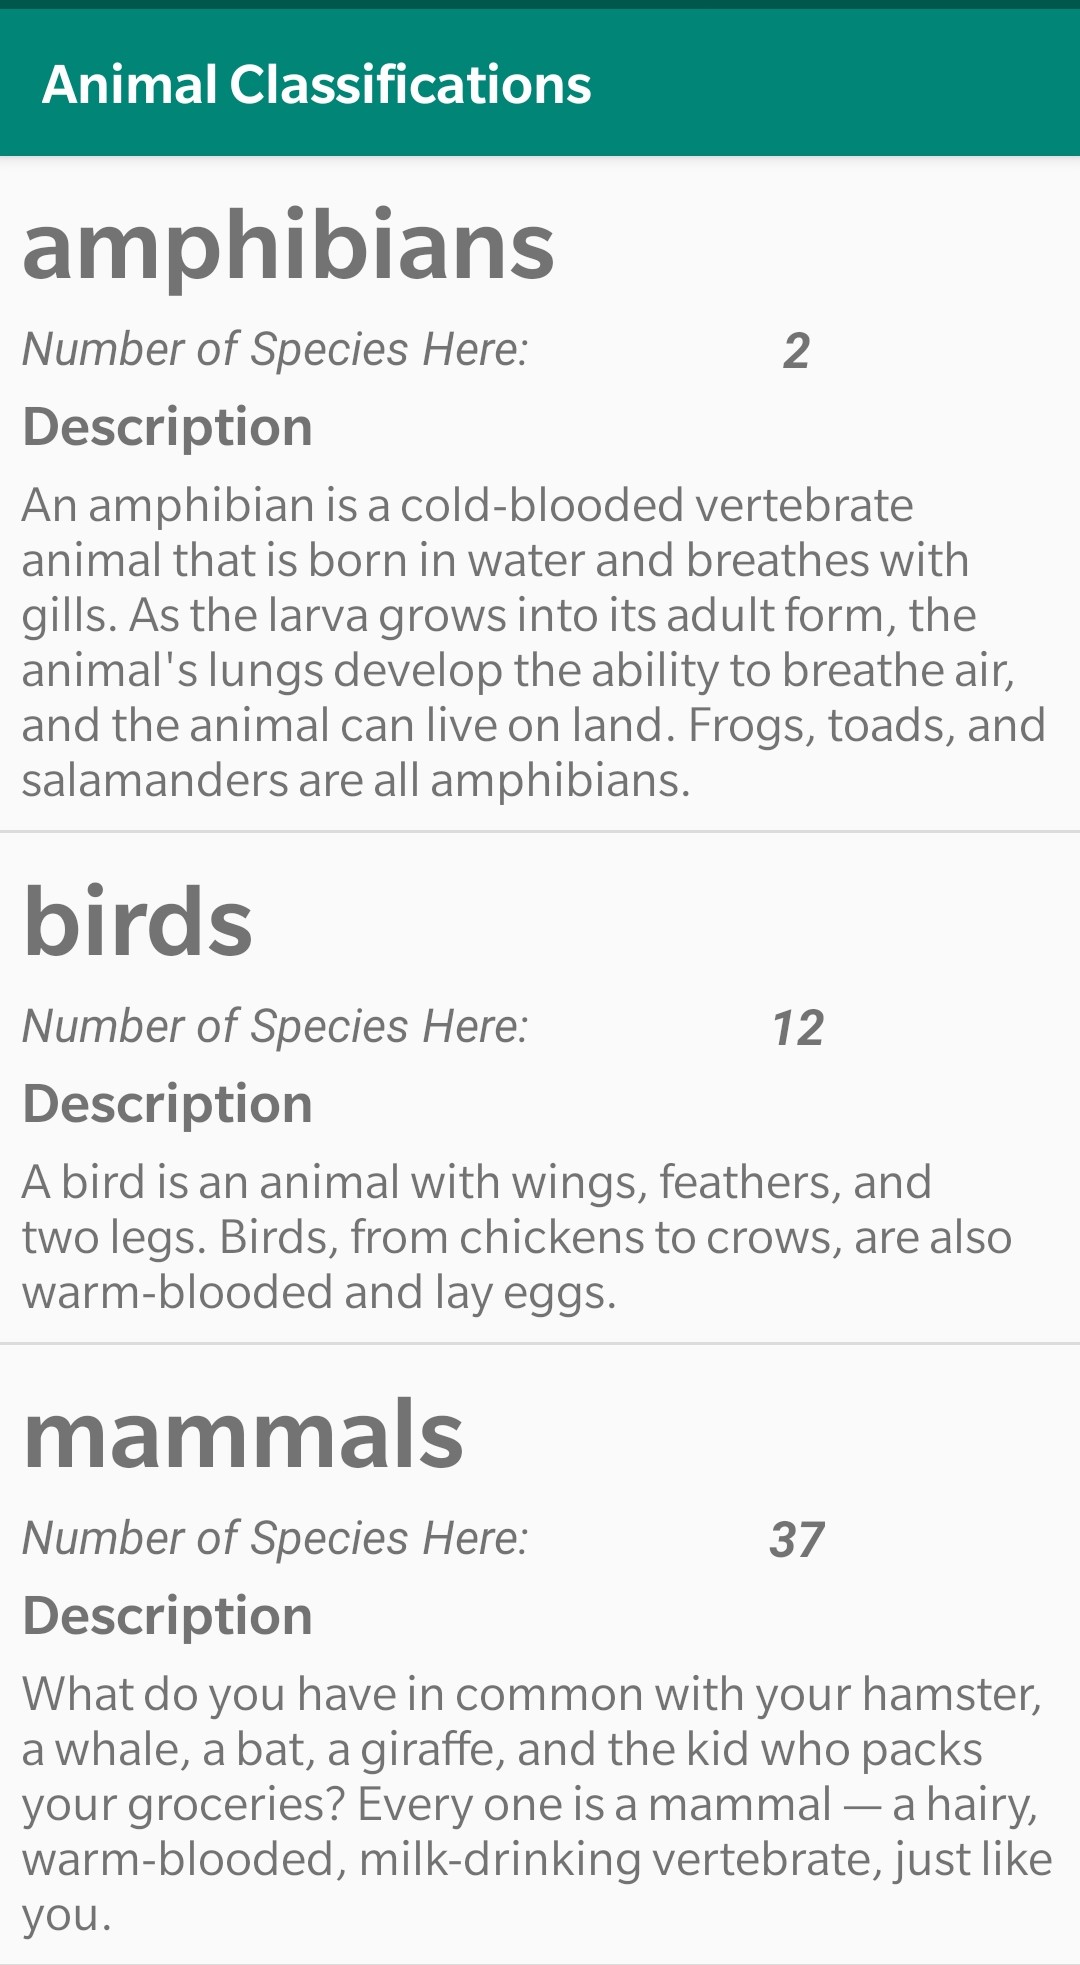 Animal Classifications
amphibians
Number of Species Here: 2
Description
An amphibian is a cold-blooded vertebrate
animal that is born in water and breathes with
gills. As the larva grows into its adult form, the
animal's lungs develop the ability to breathe air,
and the animal can live on land. Frogs, toads, and
salamanders are all amphibians.
birds
Number of Species Here: 12
Description
A bird is an animal with wings, feathers, and
two legs. Birds, from chickens to crows, are also
warm-blooded and lay eggs.
mammals
Number of Species Here: 37
Description
What do you have in common with your hamster,
a whale, a bat, a giraffe, and the kid who packs
your groceries? Every one is a mammal — a hairy,
warm-blooded, milk-drinking vertebrate, just like
you.